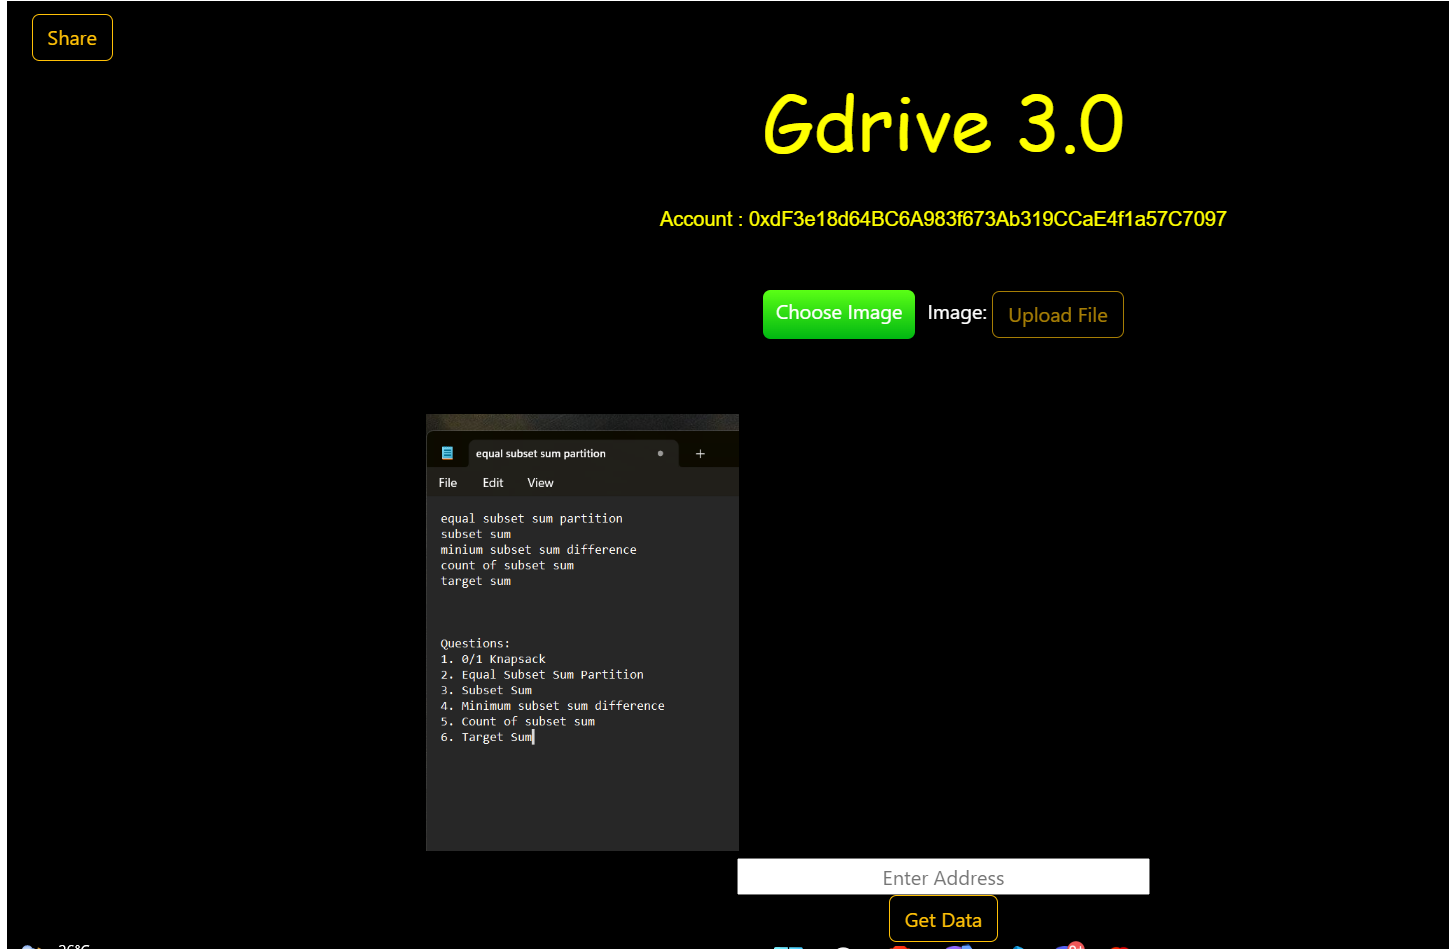 Share
Gdrive 3.0
Account : 0xdF3e18d64BC6A983f673Ab319CCaE4f1a57C7097
Choose Image Image: Upload File
equal subset sum partition
File Edit View
equal subset sum partition
subset sum
minium subset sum difference
count of subset sum
target sum
Questions:
1. 0/1 Knapsack
2. Equal Subset Sum Partition
3. Subset Sum
4. Minimum subset sum difference
5. Count of subset sum
6. Target Sum
Enter Address
Get Data